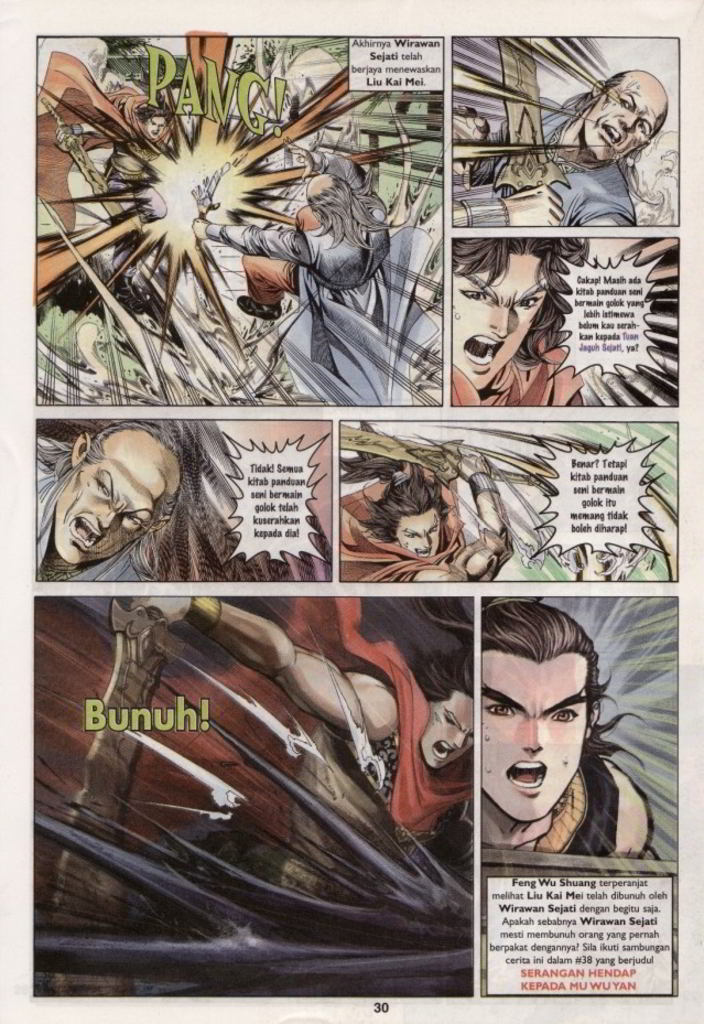 PANG!
Akhirnya Wirawan
Sejati telah
berjaya menewaskan
Liu Kai Mei.
Cakap! Masih ada
kitab panduan seni
bermain golok yang
lebih istimewa
belum kau serah-
kan kepada Tuan
Jaguh Sejati, ya?
Tidak! Semua
kitab panduan
seni bermain
golok telah
kuserahkan
kepada dia!
Benar? Tetapi
kitab panduan
seni bermain
golok itu
memang tidak
boleh diharap!
Bunuh!
Feng Wu Shuang terperanjat
melihat Liu Kai Mei telah dibunuh oleh
Wirawan Sejati dengan begitu saja.
Apakah sebabnya Wirawan Sejati
mesti membunuh orang yang pernah
berpakat dengannya? Sila ikuti sambungan
cerita ini dalam #38 yang berjudul
SERANGAN HENDAP
KEPADA MU WU YAN
30